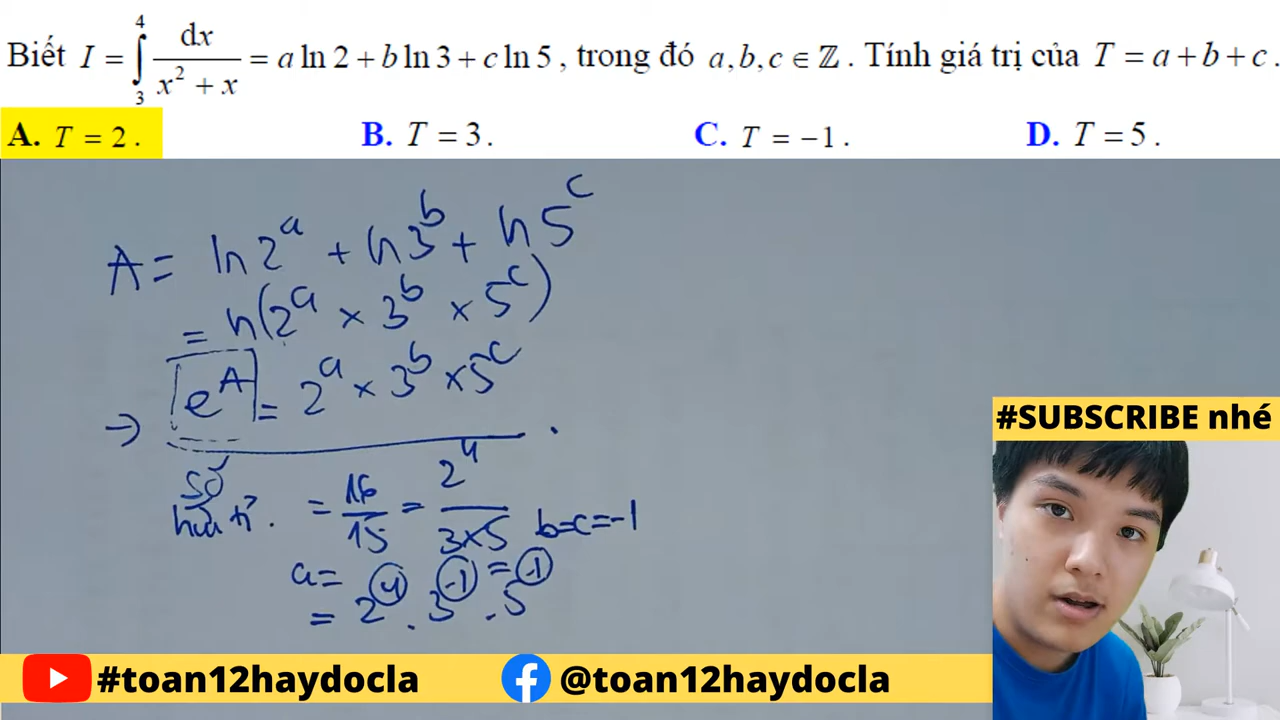 Biết I = ∫₃⁴ dx/(x² + x) = a ln 2 + b ln 3 + c ln 5, trong đó a, b, c ∈ ℤ. Tính giá trị của T = a + b + c.
A. T = 2. B. T = 3. C. T = −1. D. T = 5.
A = ln 2^a + ln 3^b + ln 5^c
= ln(2^a × 3^b × 5^c)
→ e^A = 2^a × 3^b × 5^c.
số
hữu tỉ. = 16/15 = 2^4/(3×5) b=c=-1
a=
= 2^4 . 3^-1 . 5^-1
#SUBSCRIBE nhé
#toan12haydocla @toan12haydocla